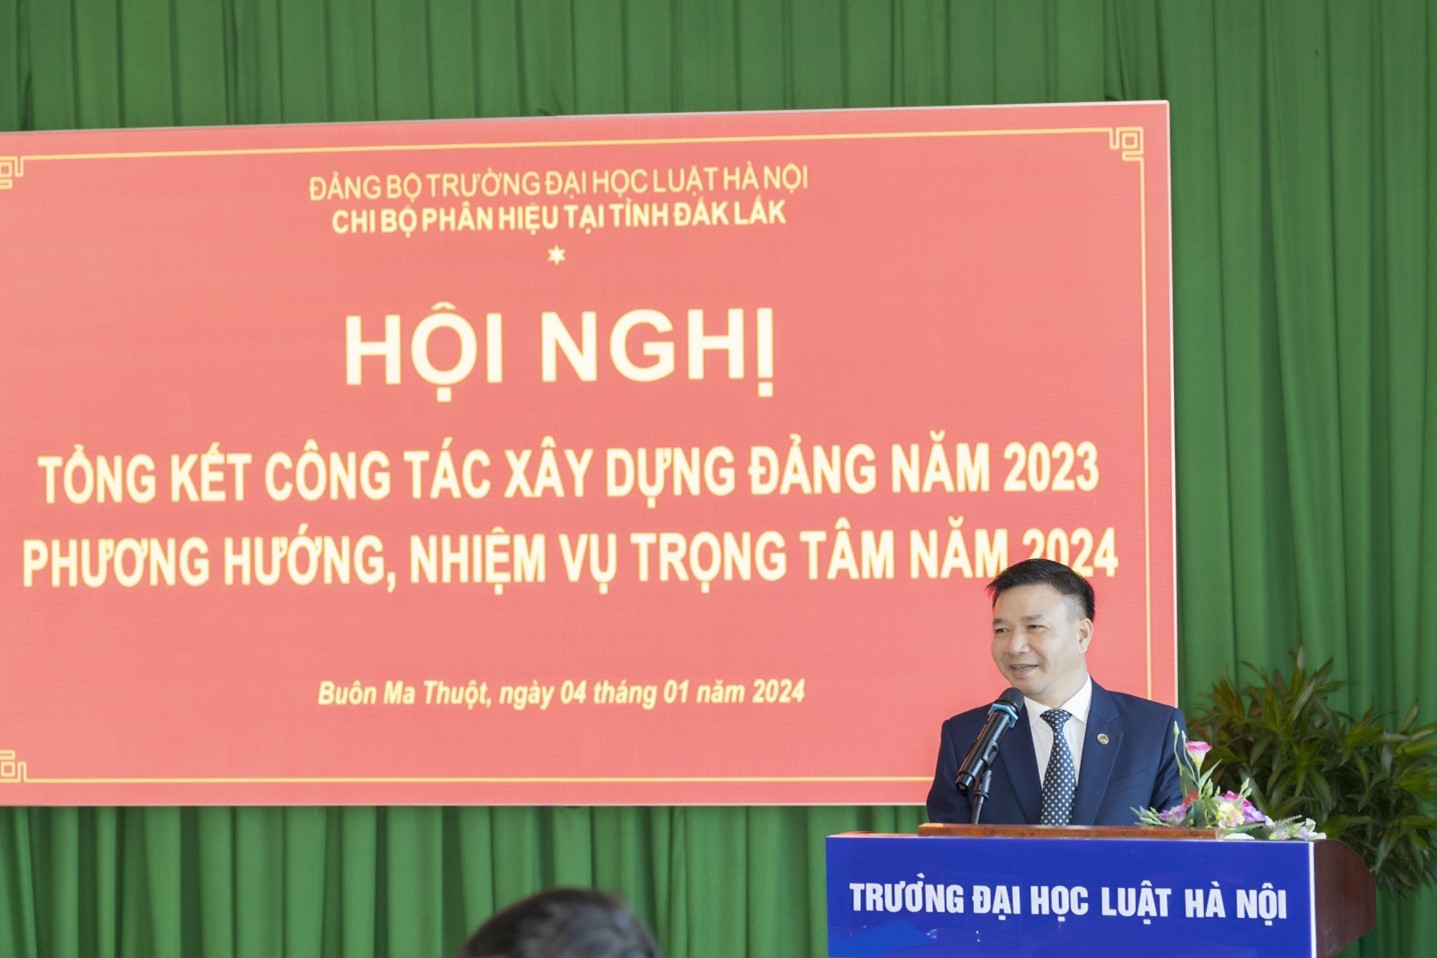 ĐẢNG BỘ TRƯỜNG ĐẠI HỌC LUẬT HÀ NỘI
CHI BỘ PHÂN HIỆU TẠI TỈNH ĐẮK LẮK
HỘI NGHỊ
TỔNG KẾT CÔNG TÁC XÂY DỰNG ĐẢNG NĂM 2023
PHƯƠNG HƯỚNG, NHIỆM VỤ TRỌNG TÂM NĂM 2024
Buôn Ma Thuột, ngày 04 tháng 01 năm 2024
TRƯỜNG ĐẠI HỌC LUẬT HÀ NỘI